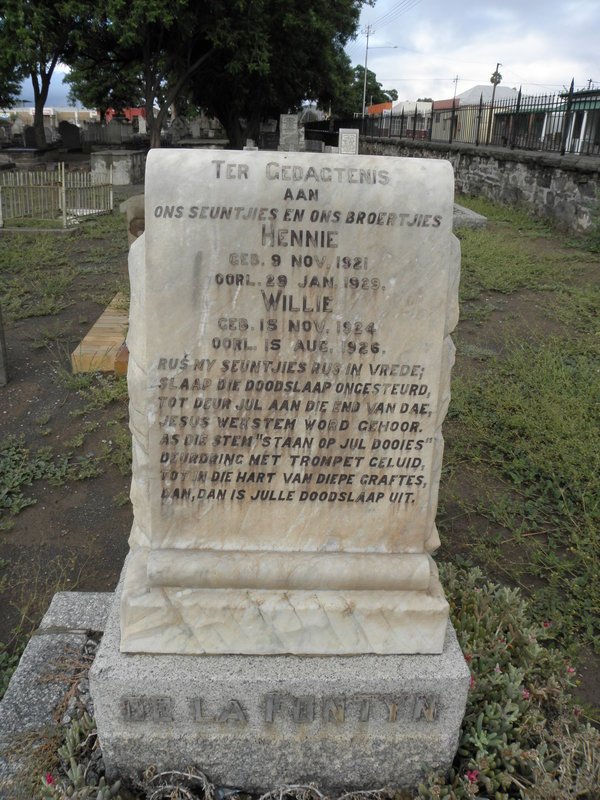 TER GEDAGTENIS
AAN
ONS SEUNTJIES EN ONS BROERTJIES
HENNIE
GEB. 9 NOV. 1921
OORL. 29 JAN. 1929.
WILLIE
GEB. 15 NOV. 1924
OORL. 15 AUG. 1926.
RUS MY SEUNTJIES RUS IN VREDE;
SLAAP DIE DOODSLAAP ONGESTEURD,
TOT DEUR JUL AAN DIE END VAN DAE,
JESUS WEKSTEM WORD GEHOOR.
AS DIE STEM "STAAN OP JUL DOOIES"
DEURDRING MET TROMPET GELUID,
TOT IN DIE HART VAN DIEPE GRAFTES,
DAN, DAN IS JULLE DOODSLAAP UIT.
DE LA FONTYN